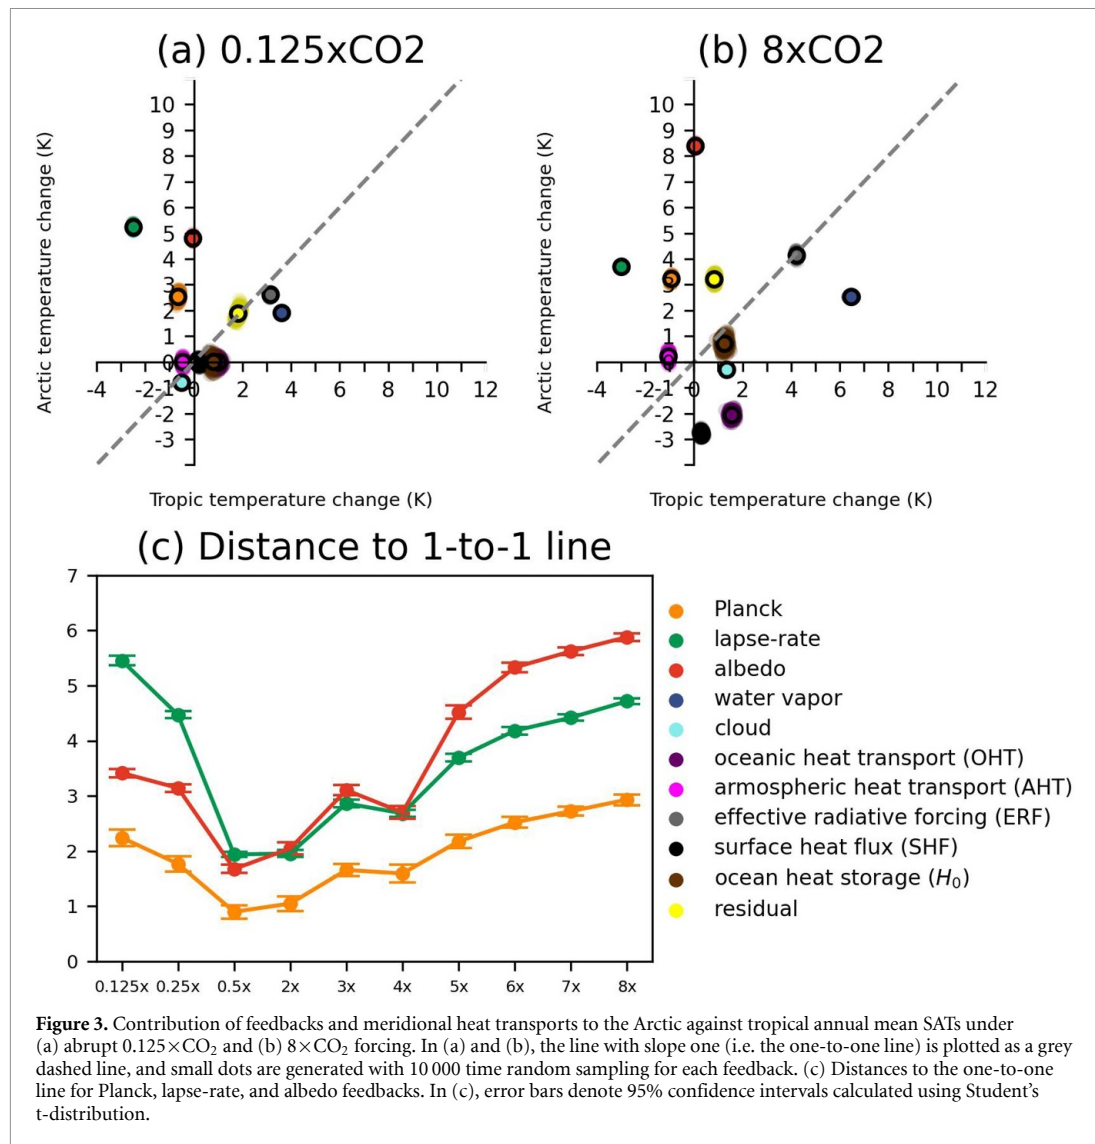 (a) 0.125xCO2
(b) 8xCO2
Arctic temperature change (K)
10
9
8
7
6
5
4
3
2
1
0
-1
-2
-3
-4
-2
0
2
4
6
8
10
12
Tropic temperature change (K)
Arctic temperature change (K)
10
9
8
7
6
5
4
3
2
1
0
-1
-2
-3
-4
-2
0
2
4
6
8
10
12
Tropic temperature change (K)
(c) Distance to 1-to-1 line
7
6
5
4
3
2
1
0
0.125x 0.25x 0.5x 2x 3x 4x 5x 6x 7x 8x
Planck
lapse-rate
albedo
water vapor
cloud
oceanic heat transport (OHT)
armospheric heat transport (AHT)
effective radiative forcing (ERF)
surface heat flux (SHF)
ocean heat storage (H₀)
residual
Figure 3. Contribution of feedbacks and meridional heat transports to the Arctic against tropical annual mean SATs under
(a) abrupt 0.125×CO₂ and (b) 8×CO₂ forcing. In (a) and (b), the line with slope one (i.e. the one-to-one line) is plotted as a grey
dashed line, and small dots are generated with 10 000 time random sampling for each feedback. (c) Distances to the one-to-one
line for Planck, lapse-rate, and albedo feedbacks. In (c), error bars denote 95% confidence intervals calculated using Student's
t-distribution.